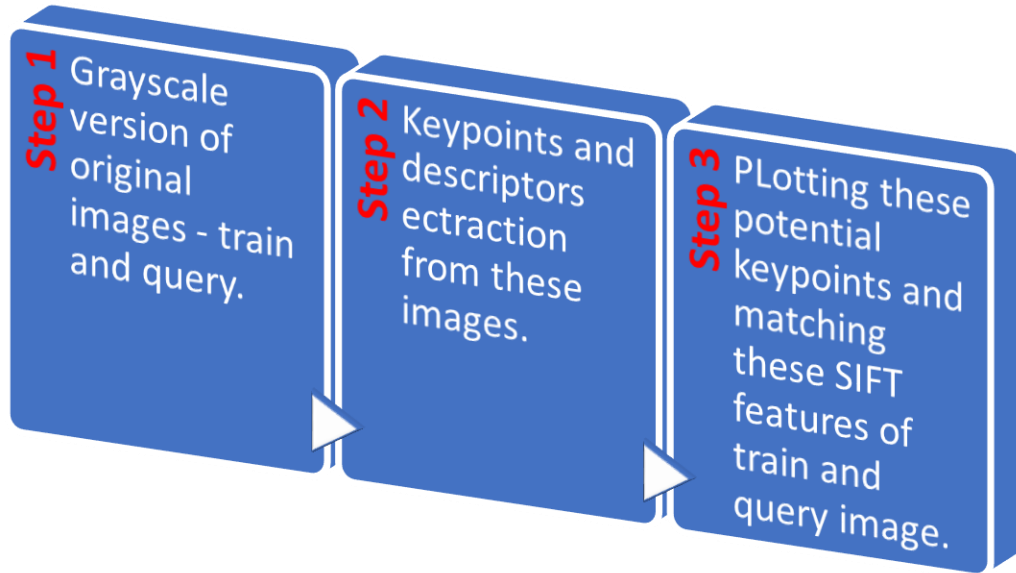 Step 1
Grayscale
version of
original
images - train
and query.
Step 2
Keypoints and
descriptors
ectraction
from these
images.
Step 3
PLotting these
potential
keypoints and
matching
these SIFT
features of
train and
query image.